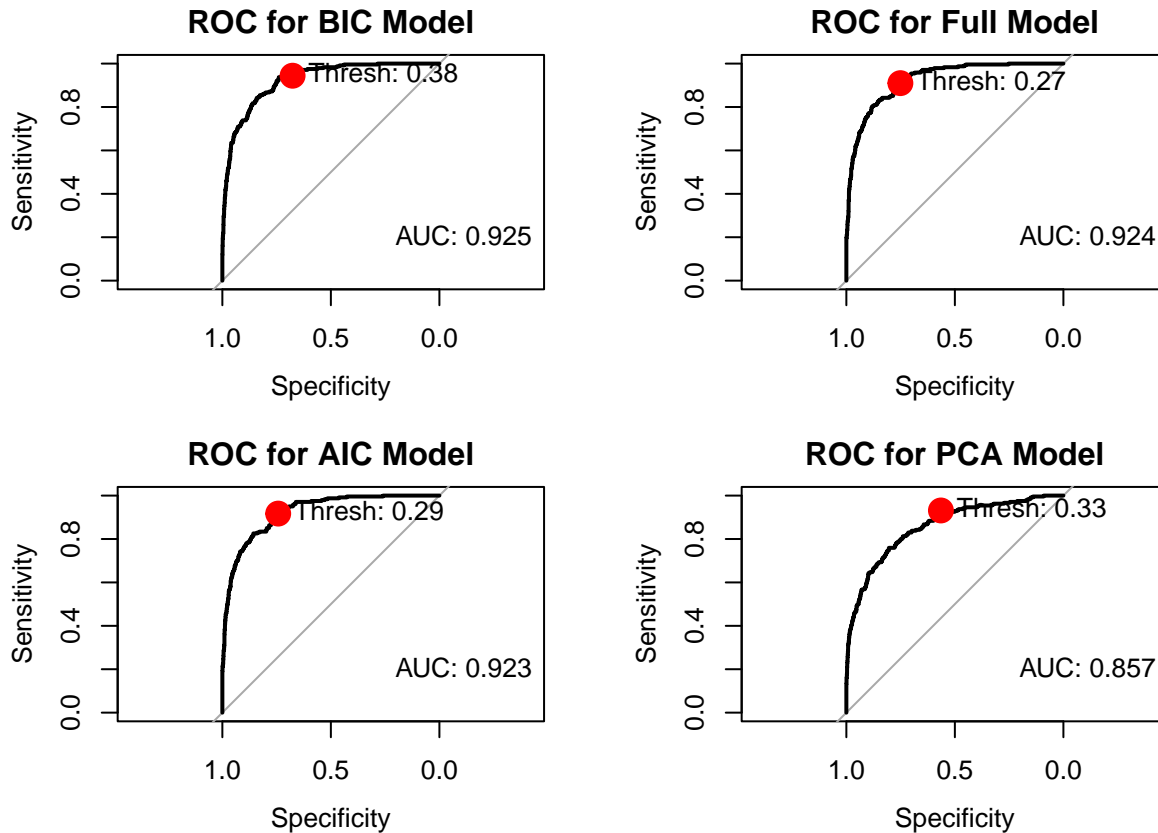 ROC for BIC Model
Sensitivity
0.0 0.4 0.8
Thresh: 0.38
AUC: 0.925
1.0 0.5 0.0
Specificity
ROC for Full Model
Sensitivity
0.0 0.4 0.8
Thresh: 0.27
AUC: 0.924
1.0 0.5 0.0
Specificity
ROC for AIC Model
Sensitivity
0.0 0.4 0.8
Thresh: 0.29
AUC: 0.923
1.0 0.5 0.0
Specificity
ROC for PCA Model
Sensitivity
0.0 0.4 0.8
Thresh: 0.33
AUC: 0.857
1.0 0.5 0.0
Specificity